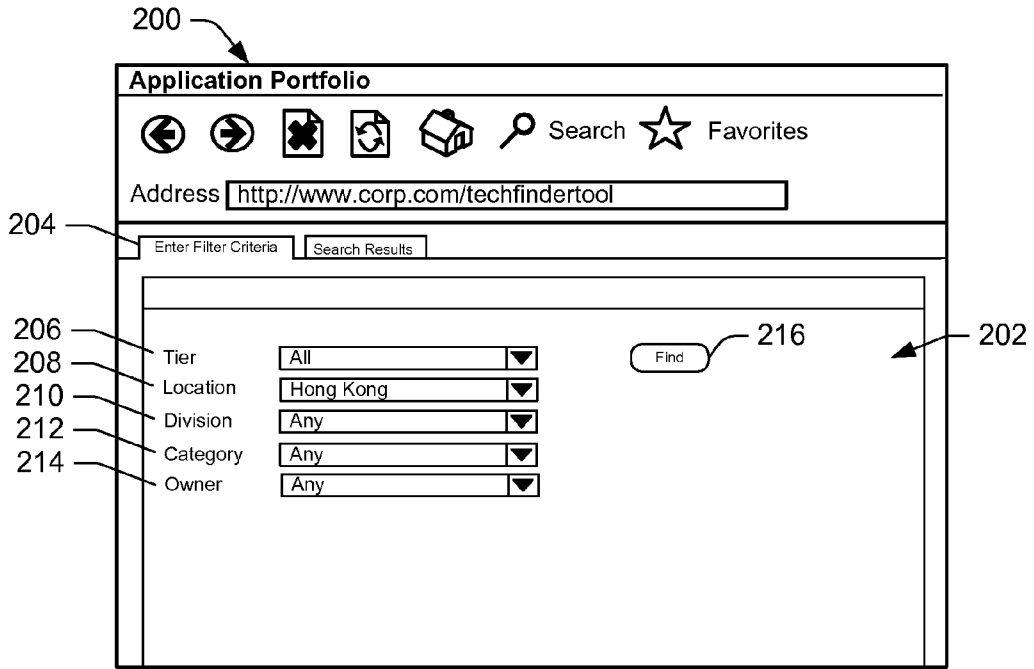 200
Application Portfolio
Search Favorites
Address http://www.corp.com/techfindertool
204
Enter Filter Criteria Search Results
206 Tier All Find 216 202
208 Location Hong Kong
210 Division Any
212 Category Any
214 Owner Any